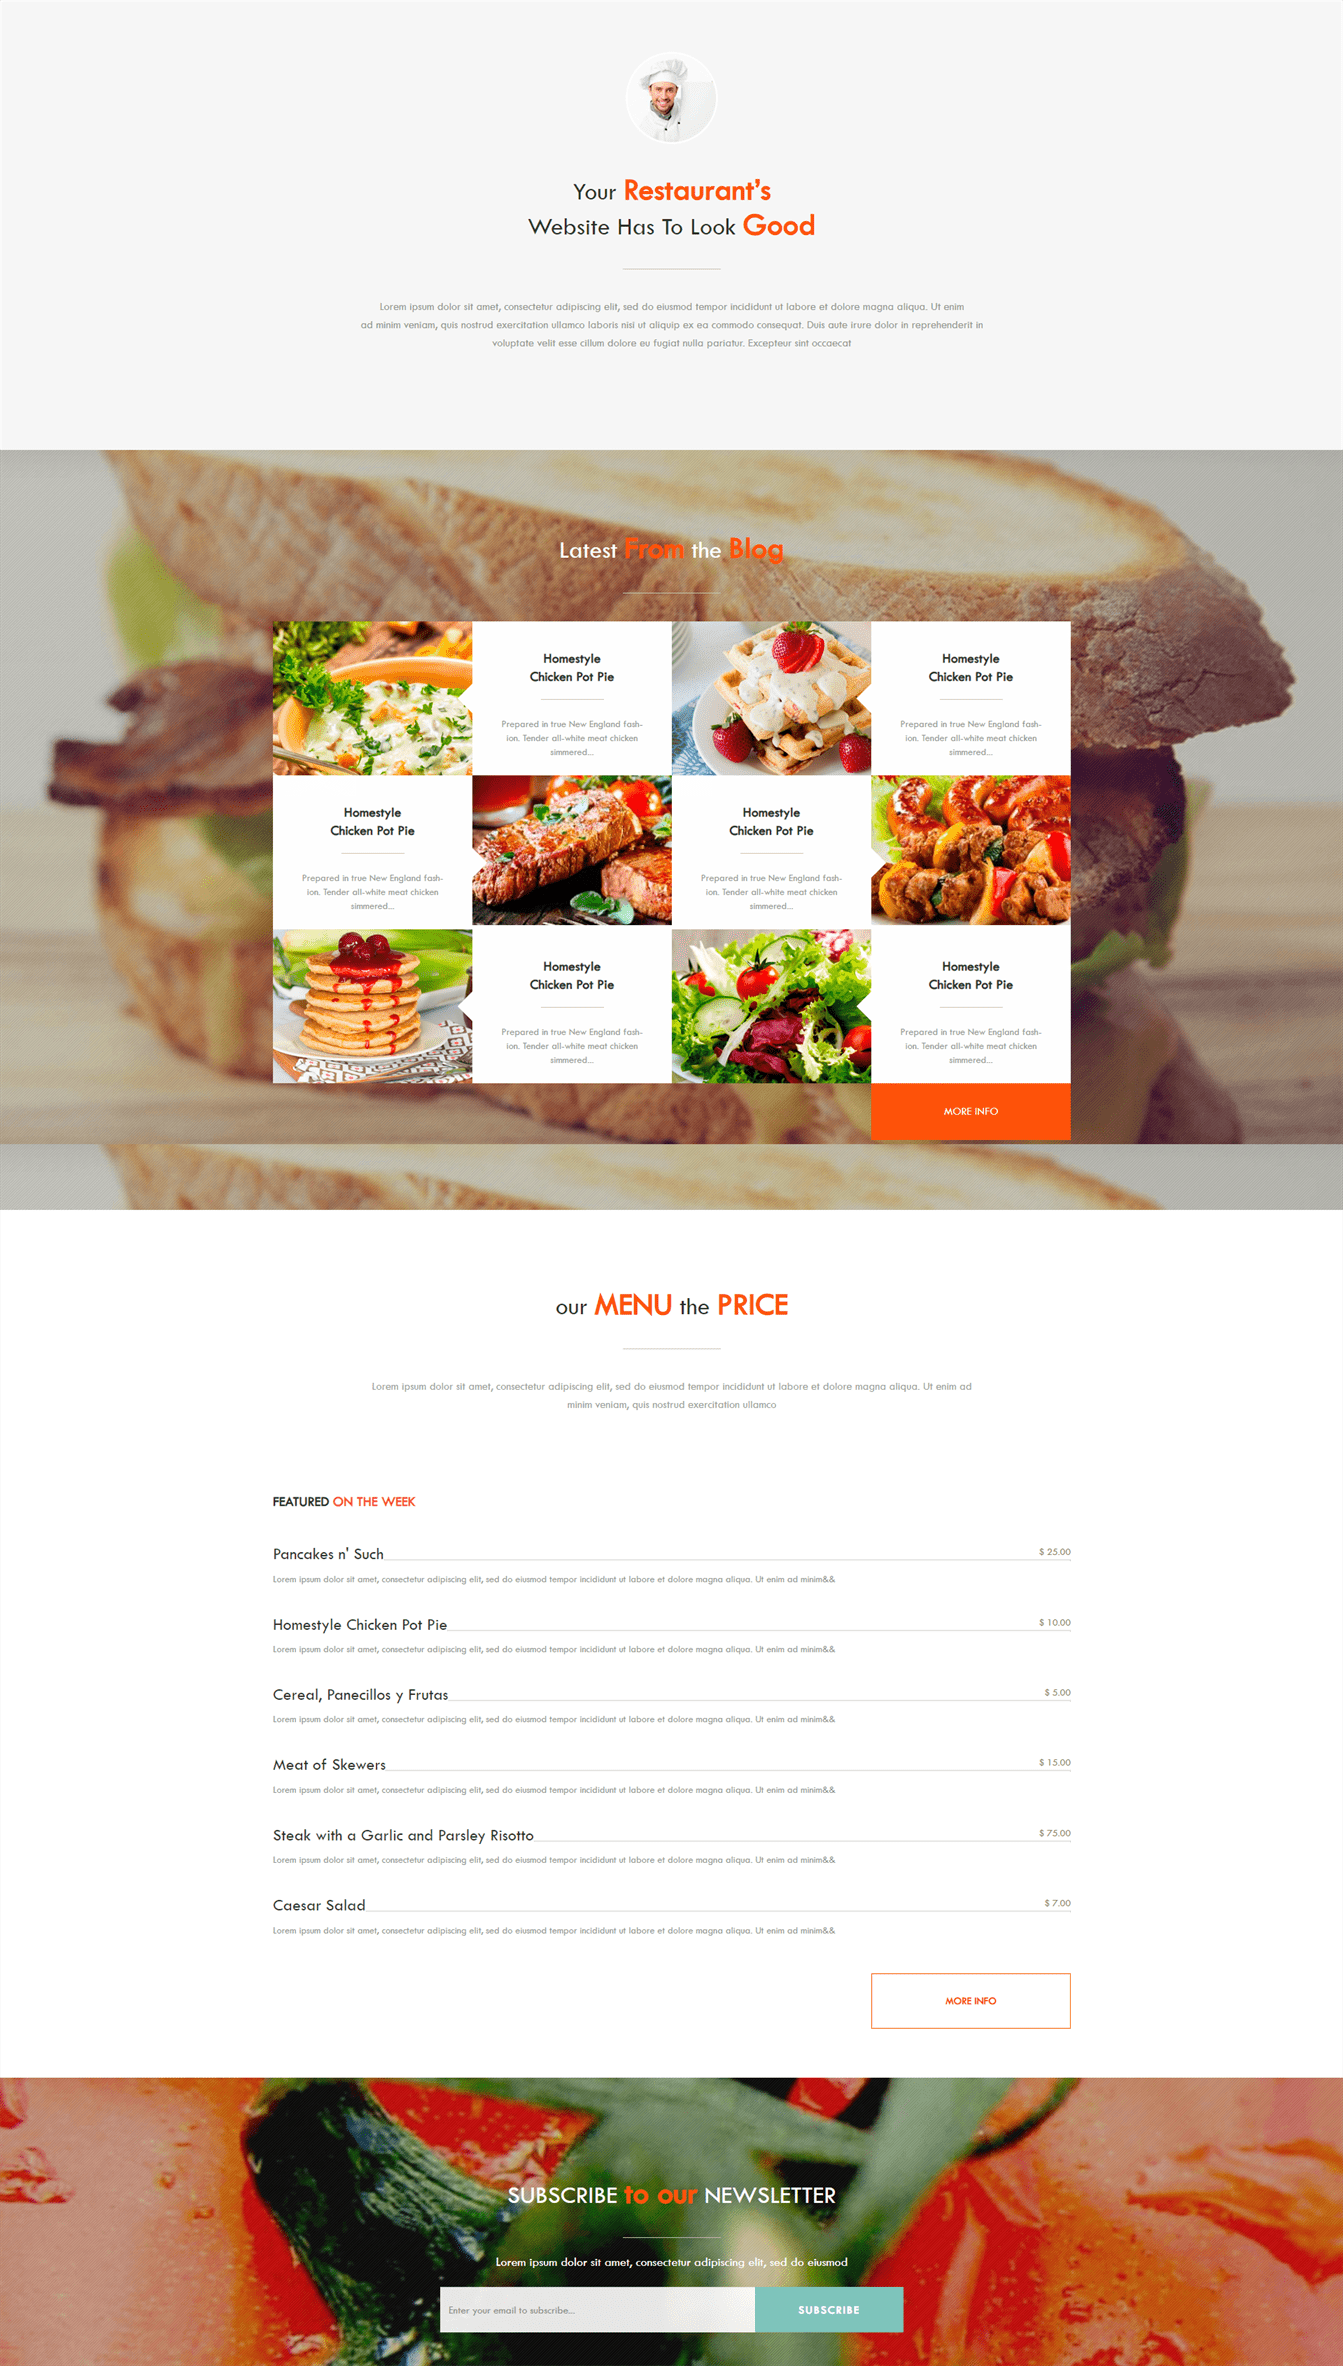 Your Restaurant's
Website Has To Look Good
Lorem ipsum dolor sit amet, consectetur adipiscing elit, sed do eiusmod tempor incididunt ut labore et dolore magna aliqua. Ut enim
ad minim veniam, quis nostrud exercitation ullamco laboris nisi ut aliquip ex ea commodo consequat. Duis aute irure dolor in reprehenderit in
voluptate velit esse cillum dolore eu fugiat nulla pariatur. Excepteur sint occaecat
Latest From the Blog
Homestyle
Chicken Pot Pie
Prepared in true New England fash-
ion. Tender all-white meat chicken
simmered...
Homestyle
Chicken Pot Pie
Prepared in true New England fash-
ion. Tender all-white meat chicken
simmered...
Homestyle
Chicken Pot Pie
Prepared in true New England fash-
ion. Tender all-white meat chicken
simmered...
Homestyle
Chicken Pot Pie
Prepared in true New England fash-
ion. Tender all-white meat chicken
simmered...
Homestyle
Chicken Pot Pie
Prepared in true New England fash-
ion. Tender all-white meat chicken
simmered...
Homestyle
Chicken Pot Pie
Prepared in true New England fash-
ion. Tender all-white meat chicken
simmered...
MORE INFO
our MENU the PRICE
Lorem ipsum dolor sit amet, consectetur adipiscing elit, sed do eiusmod tempor incididunt ut labore et dolore magna aliqua. Ut enim ad
minim veniam, quis nostrud exercitation ullamco
FEATURED ON THE WEEK
Pancakes n' Such $ 25.00
Lorem ipsum dolor sit amet, consectetur adipiscing elit, sed do eiusmod tempor incididunt ut labore et dolore magna aliqua. Ut enim ad minim&&
Homestyle Chicken Pot Pie $ 10.00
Lorem ipsum dolor sit amet, consectetur adipiscing elit, sed do eiusmod tempor incididunt ut labore et dolore magna aliqua. Ut enim ad minim&&
Cereal, Panecillos y Frutas $ 5.00
Lorem ipsum dolor sit amet, consectetur adipiscing elit, sed do eiusmod tempor incididunt ut labore et dolore magna aliqua. Ut enim ad minim&&
Meat of Skewers $ 15.00
Lorem ipsum dolor sit amet, consectetur adipiscing elit, sed do eiusmod tempor incididunt ut labore et dolore magna aliqua. Ut enim ad minim&&
Steak with a Garlic and Parsley Risotto $ 75.00
Lorem ipsum dolor sit amet, consectetur adipiscing elit, sed do eiusmod tempor incididunt ut labore et dolore magna aliqua. Ut enim ad minim&&
Caesar Salad $ 7.00
Lorem ipsum dolor sit amet, consectetur adipiscing elit, sed do eiusmod tempor incididunt ut labore et dolore magna aliqua. Ut enim ad minim&&
MORE INFO
SUBSCRIBE to our NEWSLETTER
Lorem ipsum dolor sit amet, consectetur adipiscing elit, sed do eiusmod
Enter your email to subscribe... SUBSCRIBE